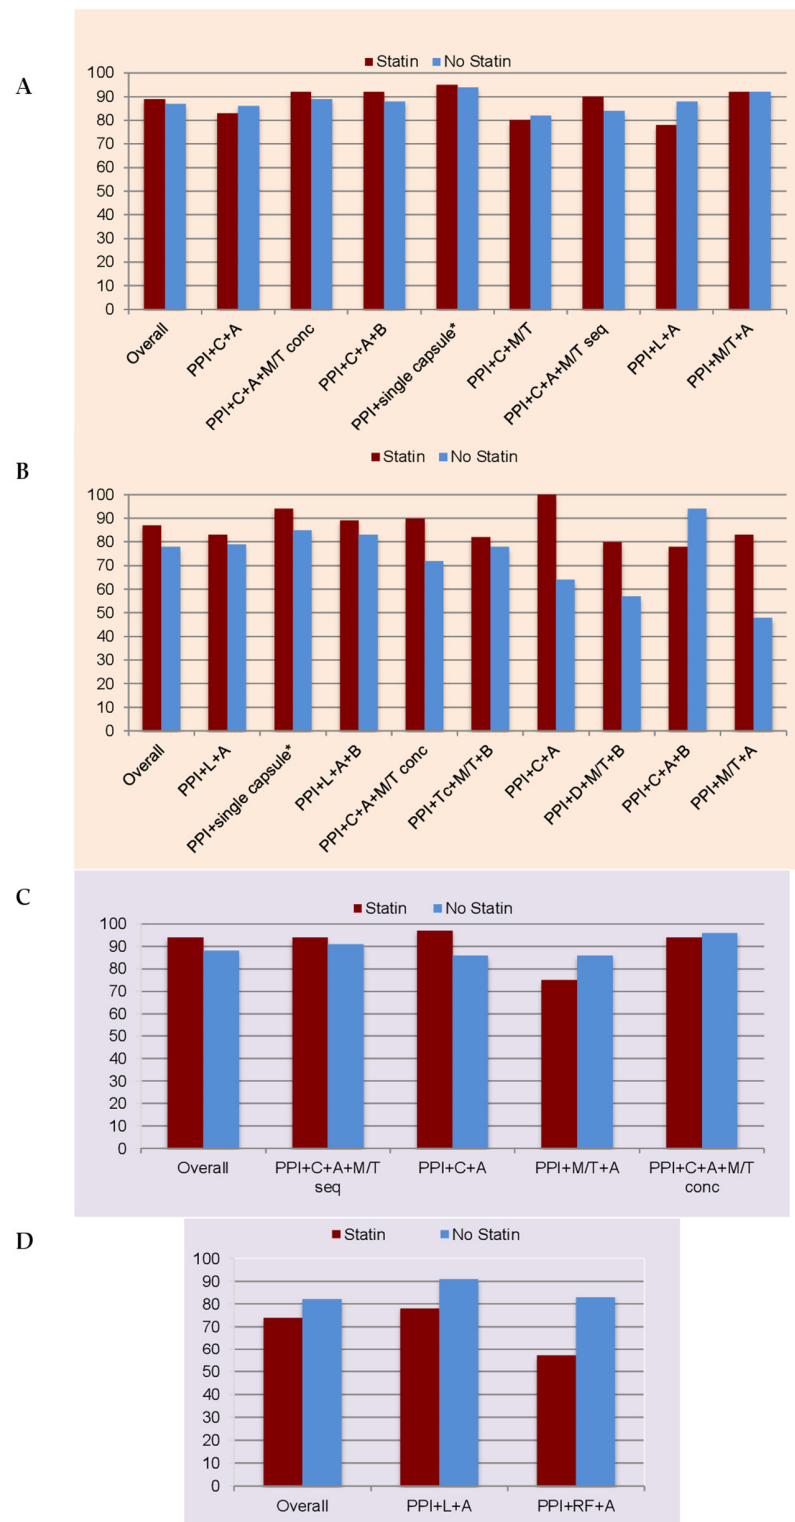 A
Statin No Statin
100
90
80
70
60
50
40
30
20
10
0
Overall
PPI+C+A
PPI+C+A+M/T conc
PPI+C+A+B
PPI+single capsule*
PPI+C+M/T
PPI+C+A+M/T seq
PPI+L+A
PPI+M/T+A
B
Statin No Statin
100
90
80
70
60
50
40
30
20
10
0
Overall
PPI+L+A
PPI+single capsule*
PPI+L+A+B
PPI+C+A+M/T conc
PPI+Tc+M/T+B
PPI+C+A
PPI+D+M/T+B
PPI+C+A+B
PPI+M/T+A
C
Statin No Statin
100
90
80
70
60
50
40
30
20
10
0
Overall
PPI+C+A+M/T
seq
PPI+C+A
PPI+M/T+A
PPI+C+A+M/T
conc
D
Statin No Statin
100
90
80
70
60
50
40
30
20
10
0
Overall
PPI+L+A
PPI+RF+A